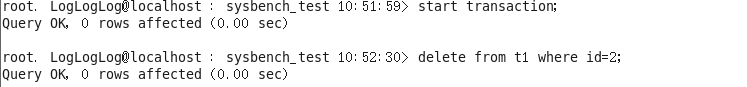 root. LogLogLog@localhost : sysbench_test 10:51:59> start transaction;
Query OK, 0 rows affected (0.00 sec)
root. LogLogLog@localhost : sysbench_test 10:52:30> delete from t1 where id=2;
Query OK, 0 rows affected (0.00 sec)